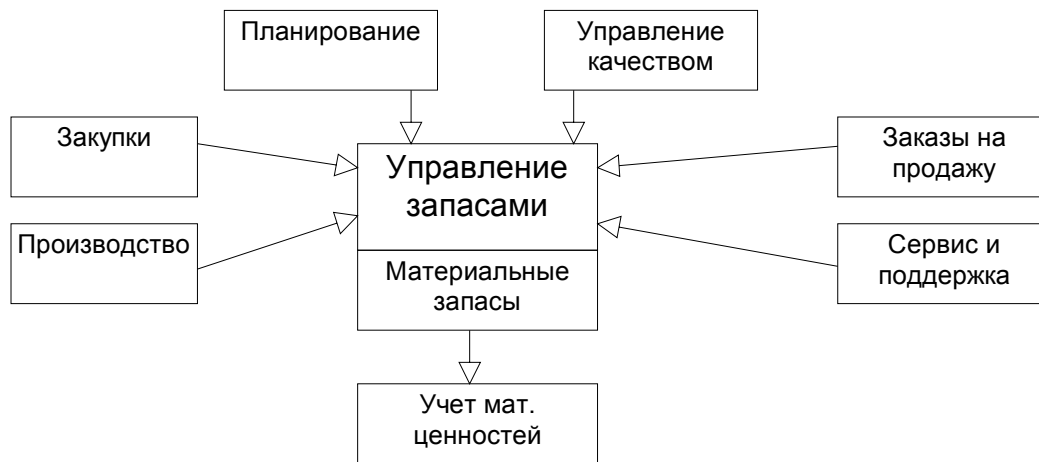 Планирование
Управление
качеством
Закупки
Управление
запасами
Заказы на
продажу
Производство
Материальные
запасы
Сервис и
поддержка
Учет мат.
ценностей